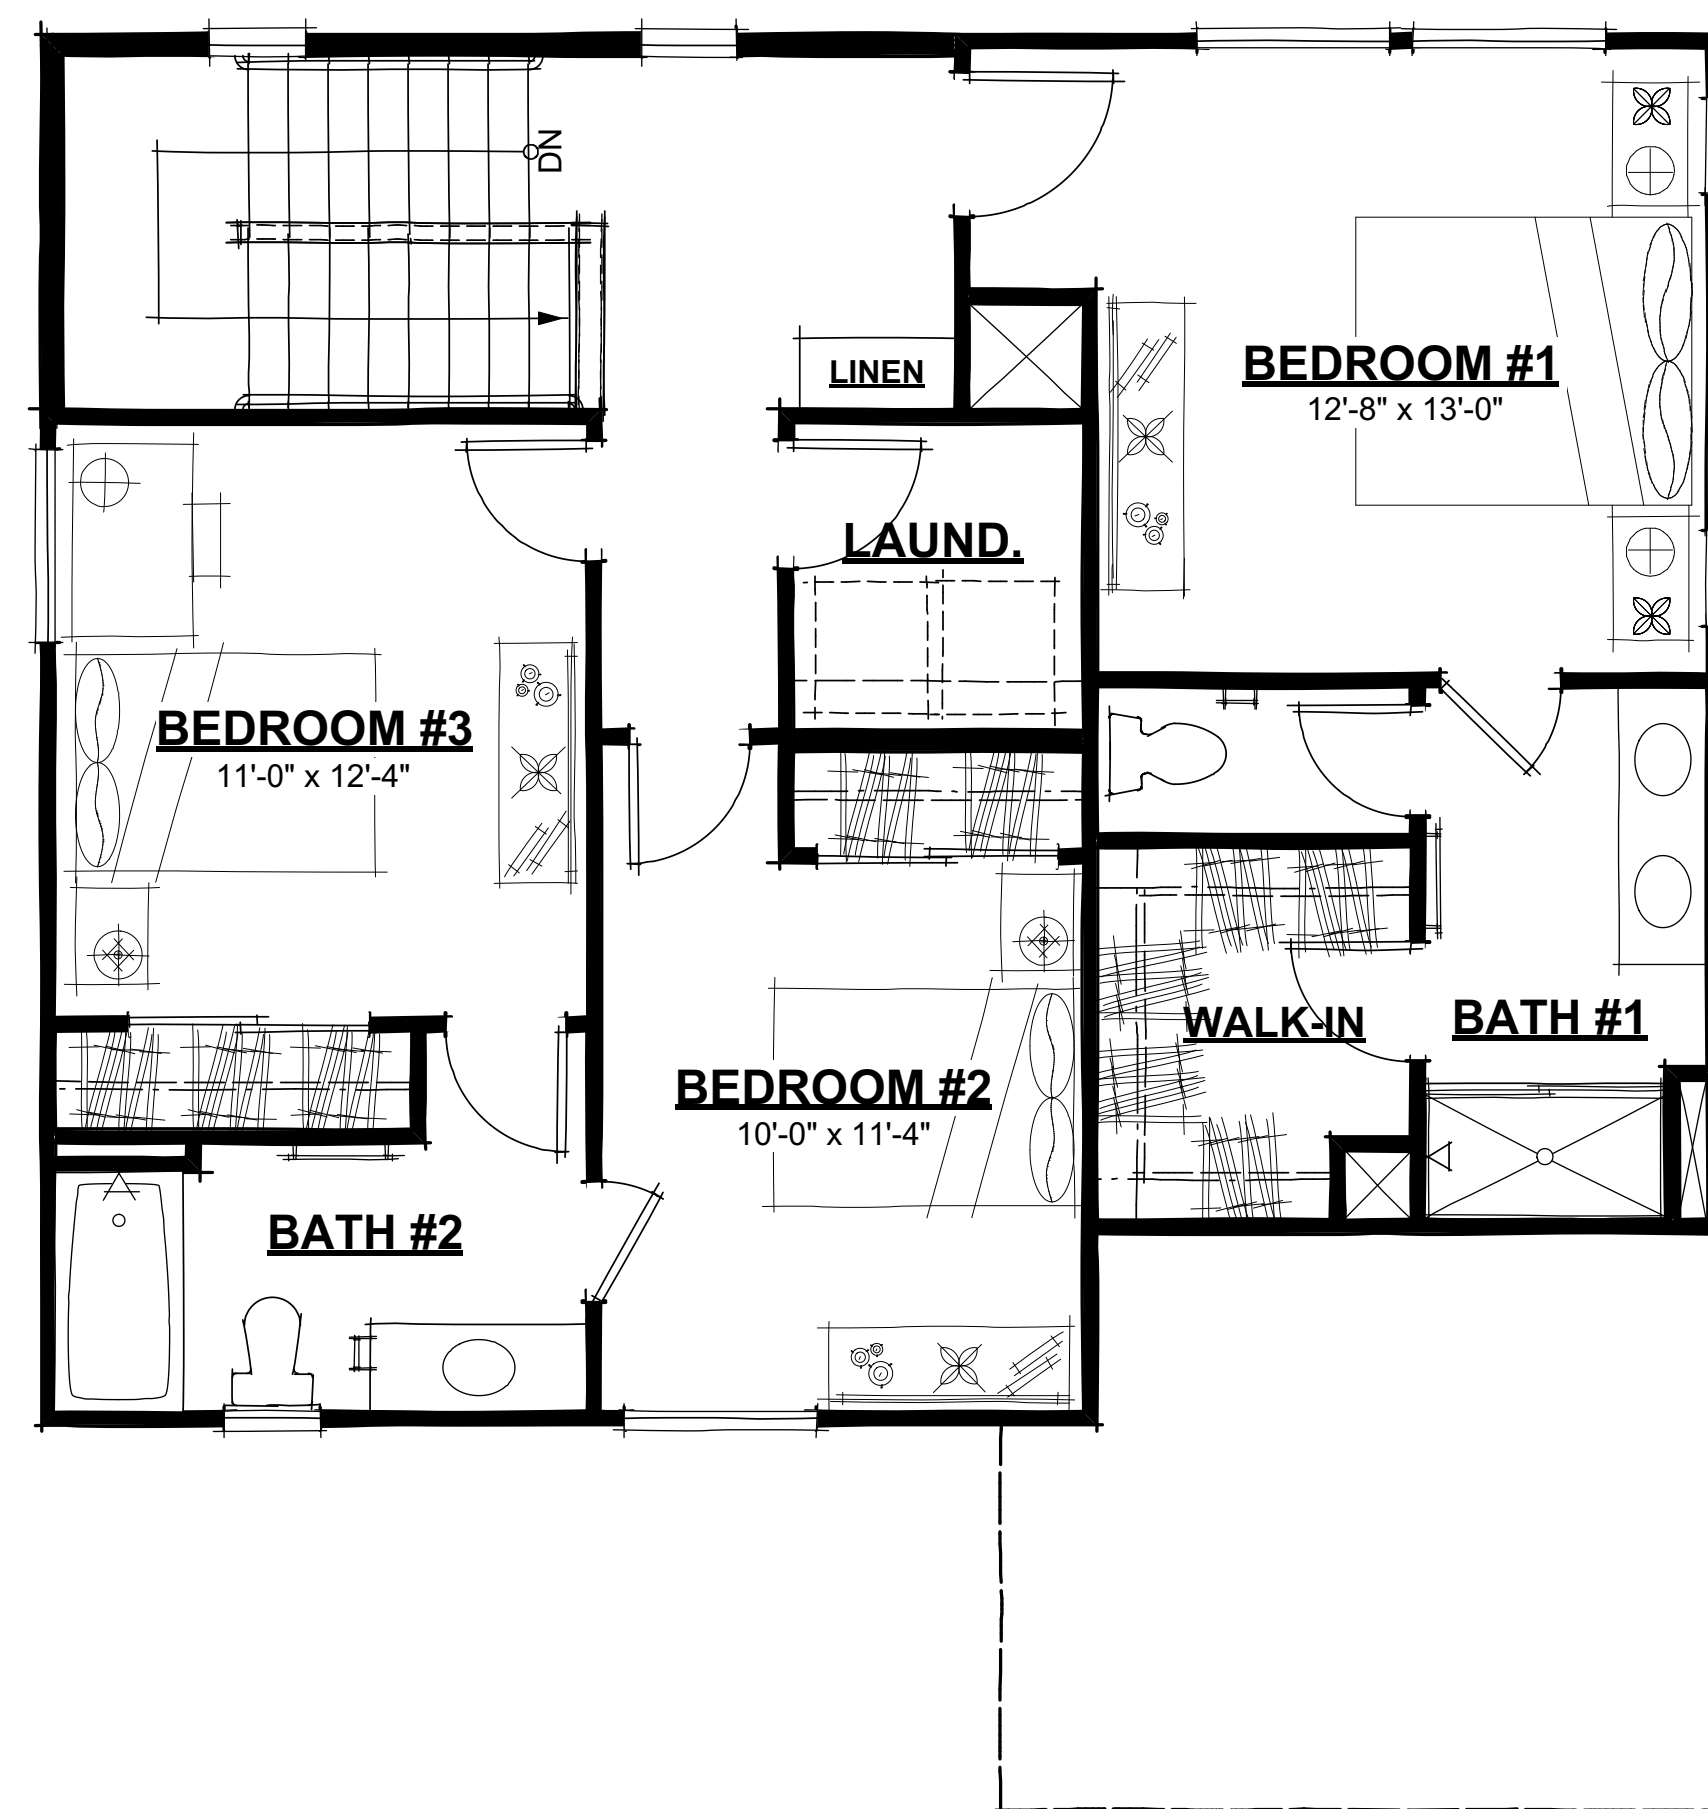 DN
LINEN
BEDROOM #1
12'-8" x 13'-0"
LAUND.
BEDROOM #3
11'-0" x 12'-4"
WALK-IN
BATH #1
BEDROOM #2
10'-0" x 11'-4"
BATH #2